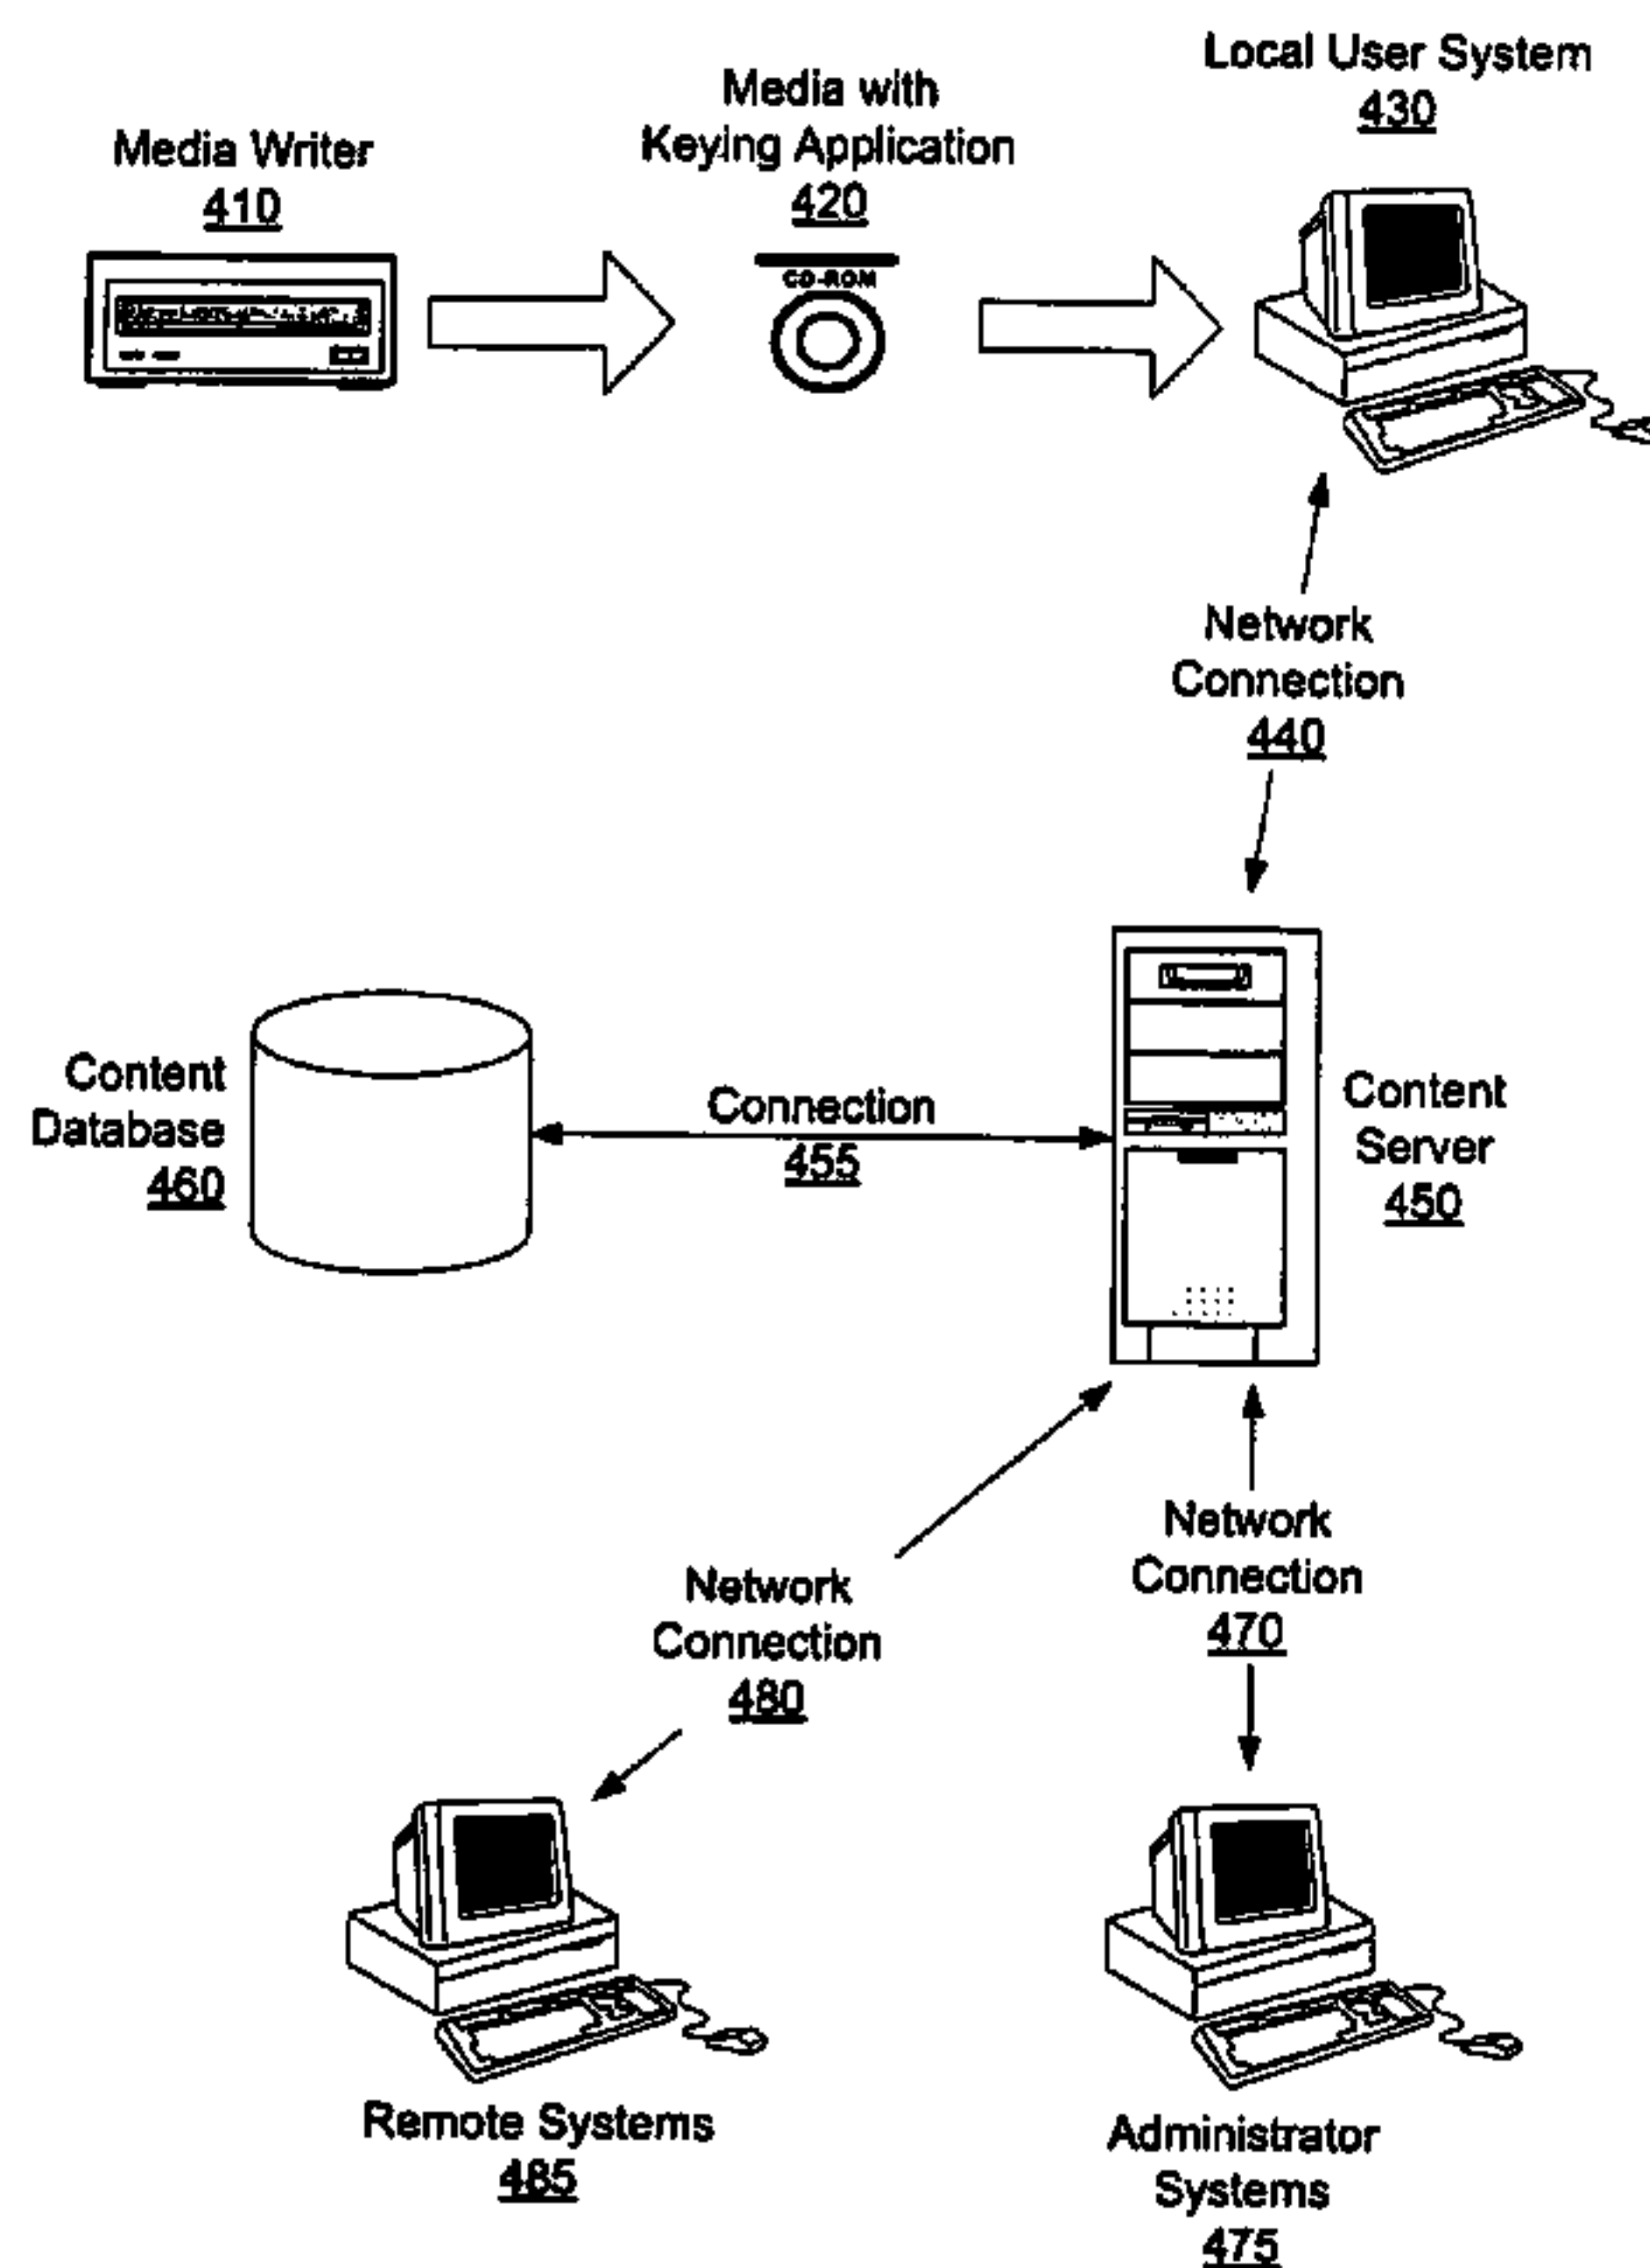 Local User System
430
Media with
Keying Application
420
Media Writer
410
CD-ROM
Network
Connection
440
Content
Database
460
Connection
455
Content
Server
450
Network
Connection
470
Network
Connection
480
Remote Systems
485
Administrator
Systems
475